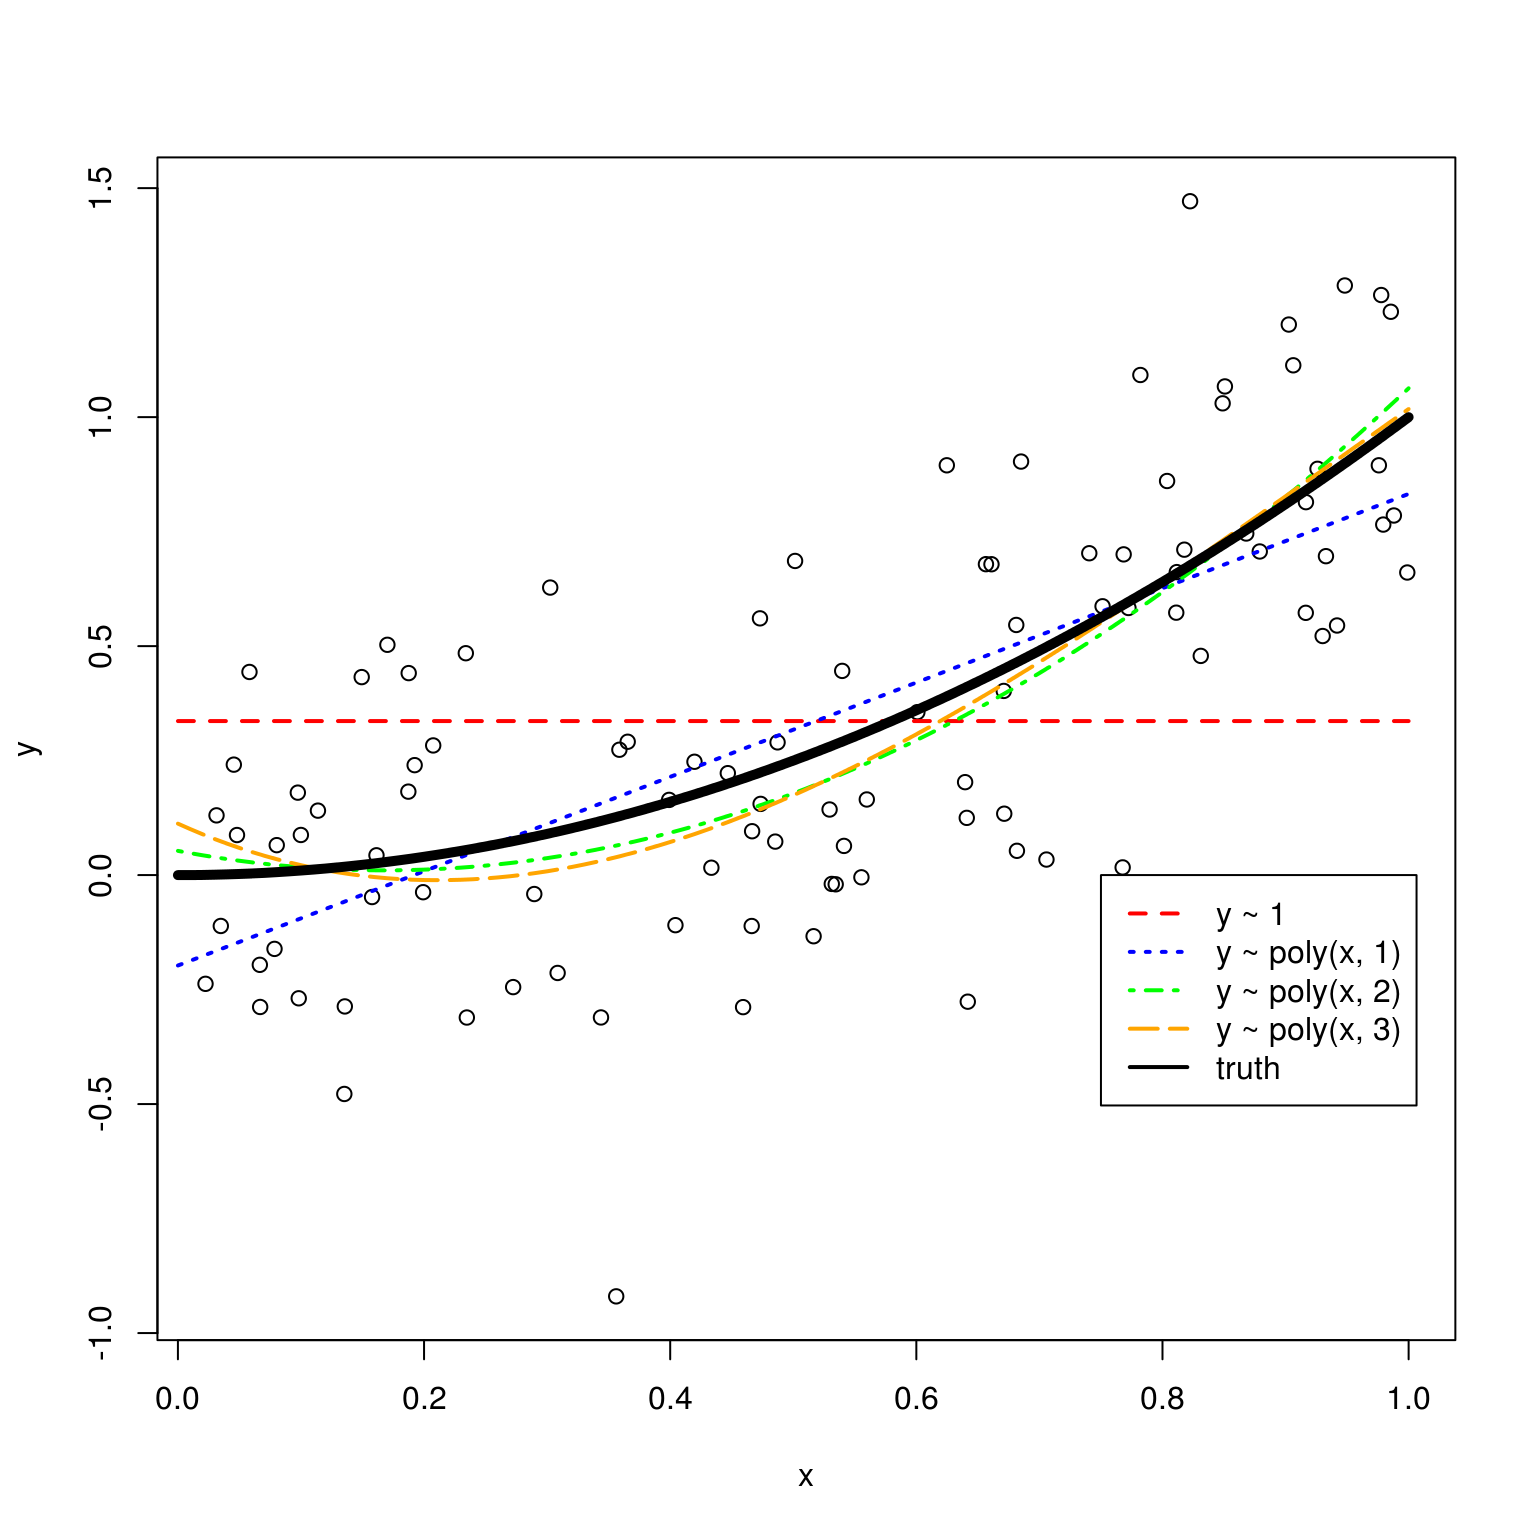 1.5
1.0
0.5
0.0
-0.5
-1.0
y
y ~ 1
y ~ poly(x, 1)
y ~ poly(x, 2)
y ~ poly(x, 3)
truth
0.0 0.2 0.4 0.6 0.8 1.0
x